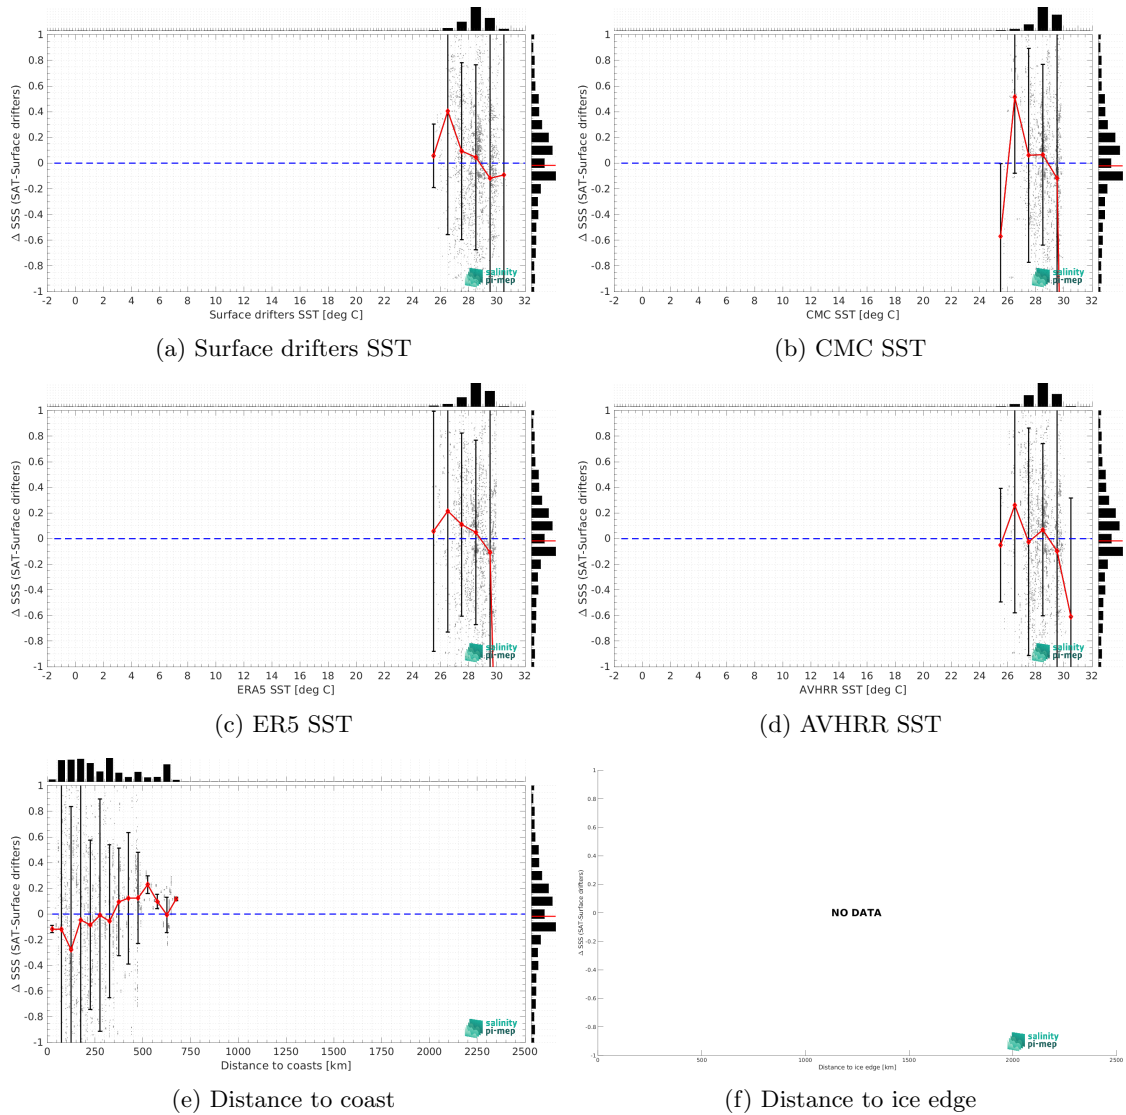 1
0.8
0.6
0.4
0.2
0
-0.2
-0.4
-0.6
-0.8
-1
Δ SSS (SAT-Surface drifters)
salinity
pi-mep
-2 0 2 4 6 8 10 12 14 16 18 20 22 24 26 28 30 32
Surface drifters SST [deg C]
(a) Surface drifters SST
1
0.8
0.6
0.4
0.2
0
-0.2
-0.4
-0.6
-0.8
-1
Δ SSS (SAT-Surface drifters)
salinity
pi-mep
-2 0 2 4 6 8 10 12 14 16 18 20 22 24 26 28 30 32
CMC SST [deg C]
(b) CMC SST
1
0.8
0.6
0.4
0.2
0
-0.2
-0.4
-0.6
-0.8
-1
Δ SSS (SAT-Surface drifters)
salinity
pi-mep
-2 0 2 4 6 8 10 12 14 16 18 20 22 24 26 28 30 32
ERA5 SST [deg C]
(c) ER5 SST
1
0.8
0.6
0.4
0.2
0
-0.2
-0.4
-0.6
-0.8
-1
Δ SSS (SAT-Surface drifters)
salinity
pi-mep
-2 0 2 4 6 8 10 12 14 16 18 20 22 24 26 28 30 32
AVHRR SST [deg C]
(d) AVHRR SST
1
0.8
0.6
0.4
0.2
0
-0.2
-0.4
-0.6
-0.8
-1
Δ SSS (SAT-Surface drifters)
salinity
pi-mep
0 250 500 750 1000 1250 1500 1750 2000 2250 2500
Distance to coasts [km]
(e) Distance to coast
1
0.8
0.6
0.4
0.2
0
-0.2
-0.4
-0.6
-0.8
-1
Δ SSS (SAT-Surface drifters)
NO DATA
salinity
pi-mep
0 500 1000 1500 2000 2500
Distance to ice edge [km]
(f) Distance to ice edge